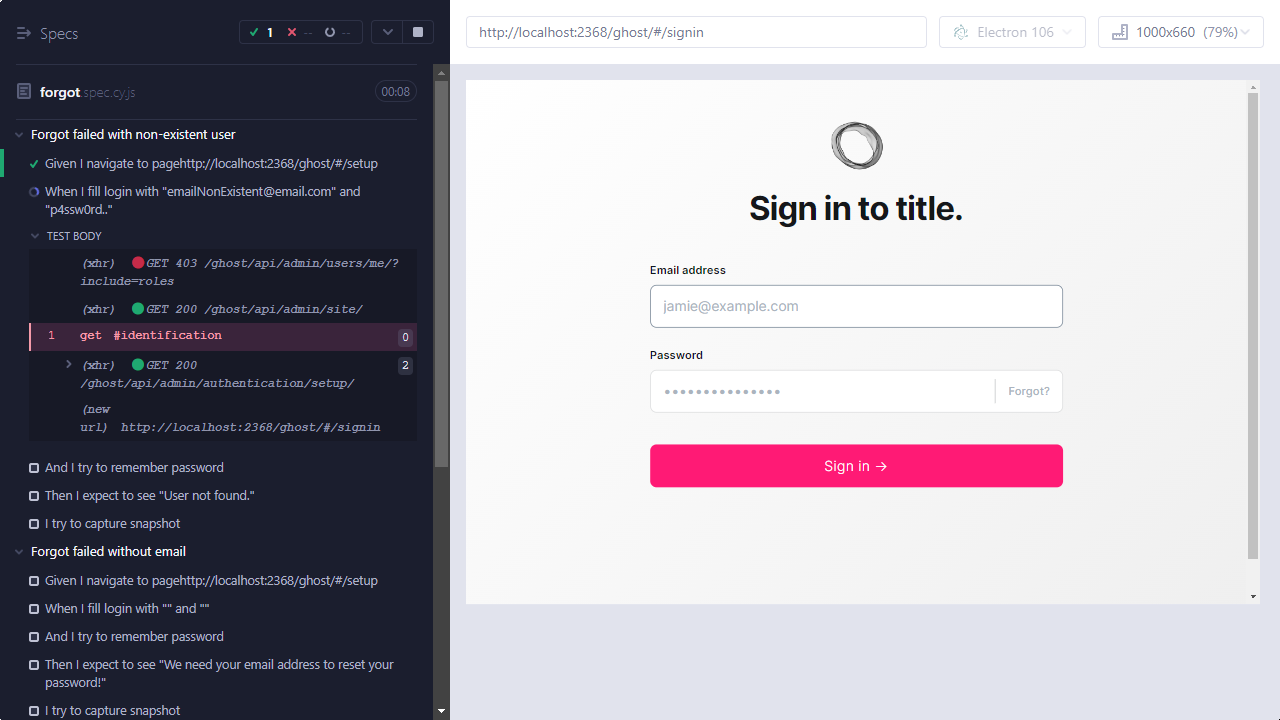 Specs
1 -- --
forgot.spec.cy.js
00:08
Forgot failed with non-existent user
Given I navigate to pagehttp://localhost:2368/ghost/#/setup
When I fill login with "emailNonExistent@email.com" and
"p4ssw0rd.."
TEST BODY
(xhr) GET 403 /ghost/api/admin/users/me/?
include=roles
(xhr) GET 200 /ghost/api/admin/site/
1 get #identification 0
(xhr) GET 200 2
/ghost/api/admin/authentication/setup/
(new
url) http://localhost:2368/ghost/#/signin
And I try to remember password
Then I expect to see "User not found."
I try to capture snapshot
Forgot failed without email
Given I navigate to pagehttp://localhost:2368/ghost/#/setup
When I fill login with "" and ""
And I try to remember password
Then I expect to see "We need your email address to reset your
password!"
I try to capture snapshot
http://localhost:2368/ghost/#/signin
Electron 106
1000x660 (79%)
Sign in to title.
Email address
jamie@example.com
Password
•••••••••••••••
Forgot?
Sign in →